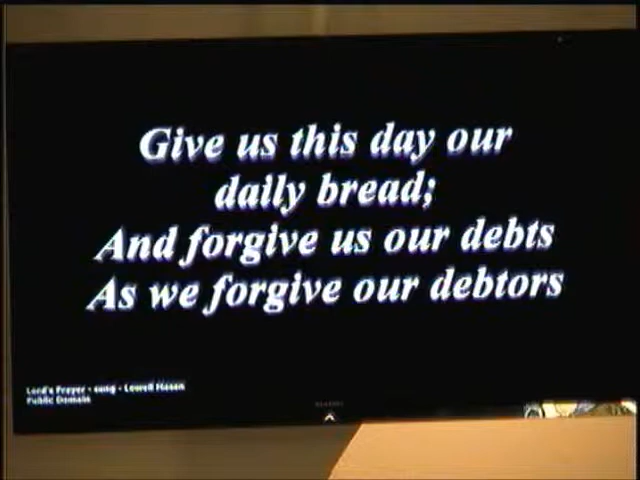 Give us this day our
daily bread;
And forgive us our debts
As we forgive our debtors
Lord's Prayer - sung - Lowell Mason
Public Domain